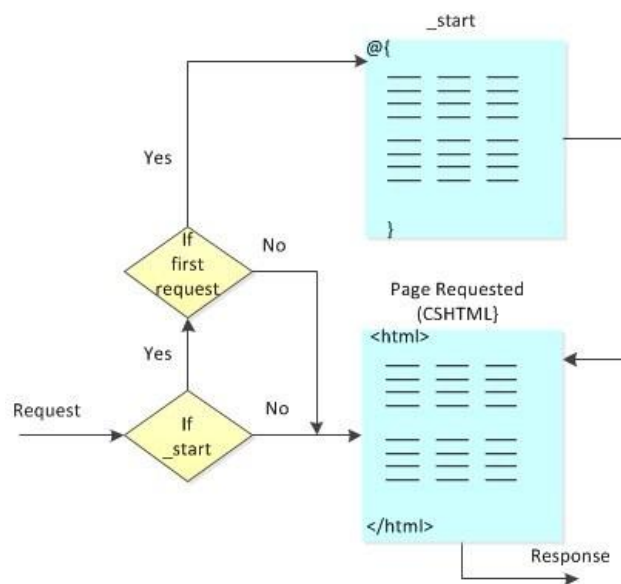 _start
@{
}
Yes
If
first
request
No
Page Requested
(CSHTML}
<html>
</html>
Yes
Request
If
_start
No
Response